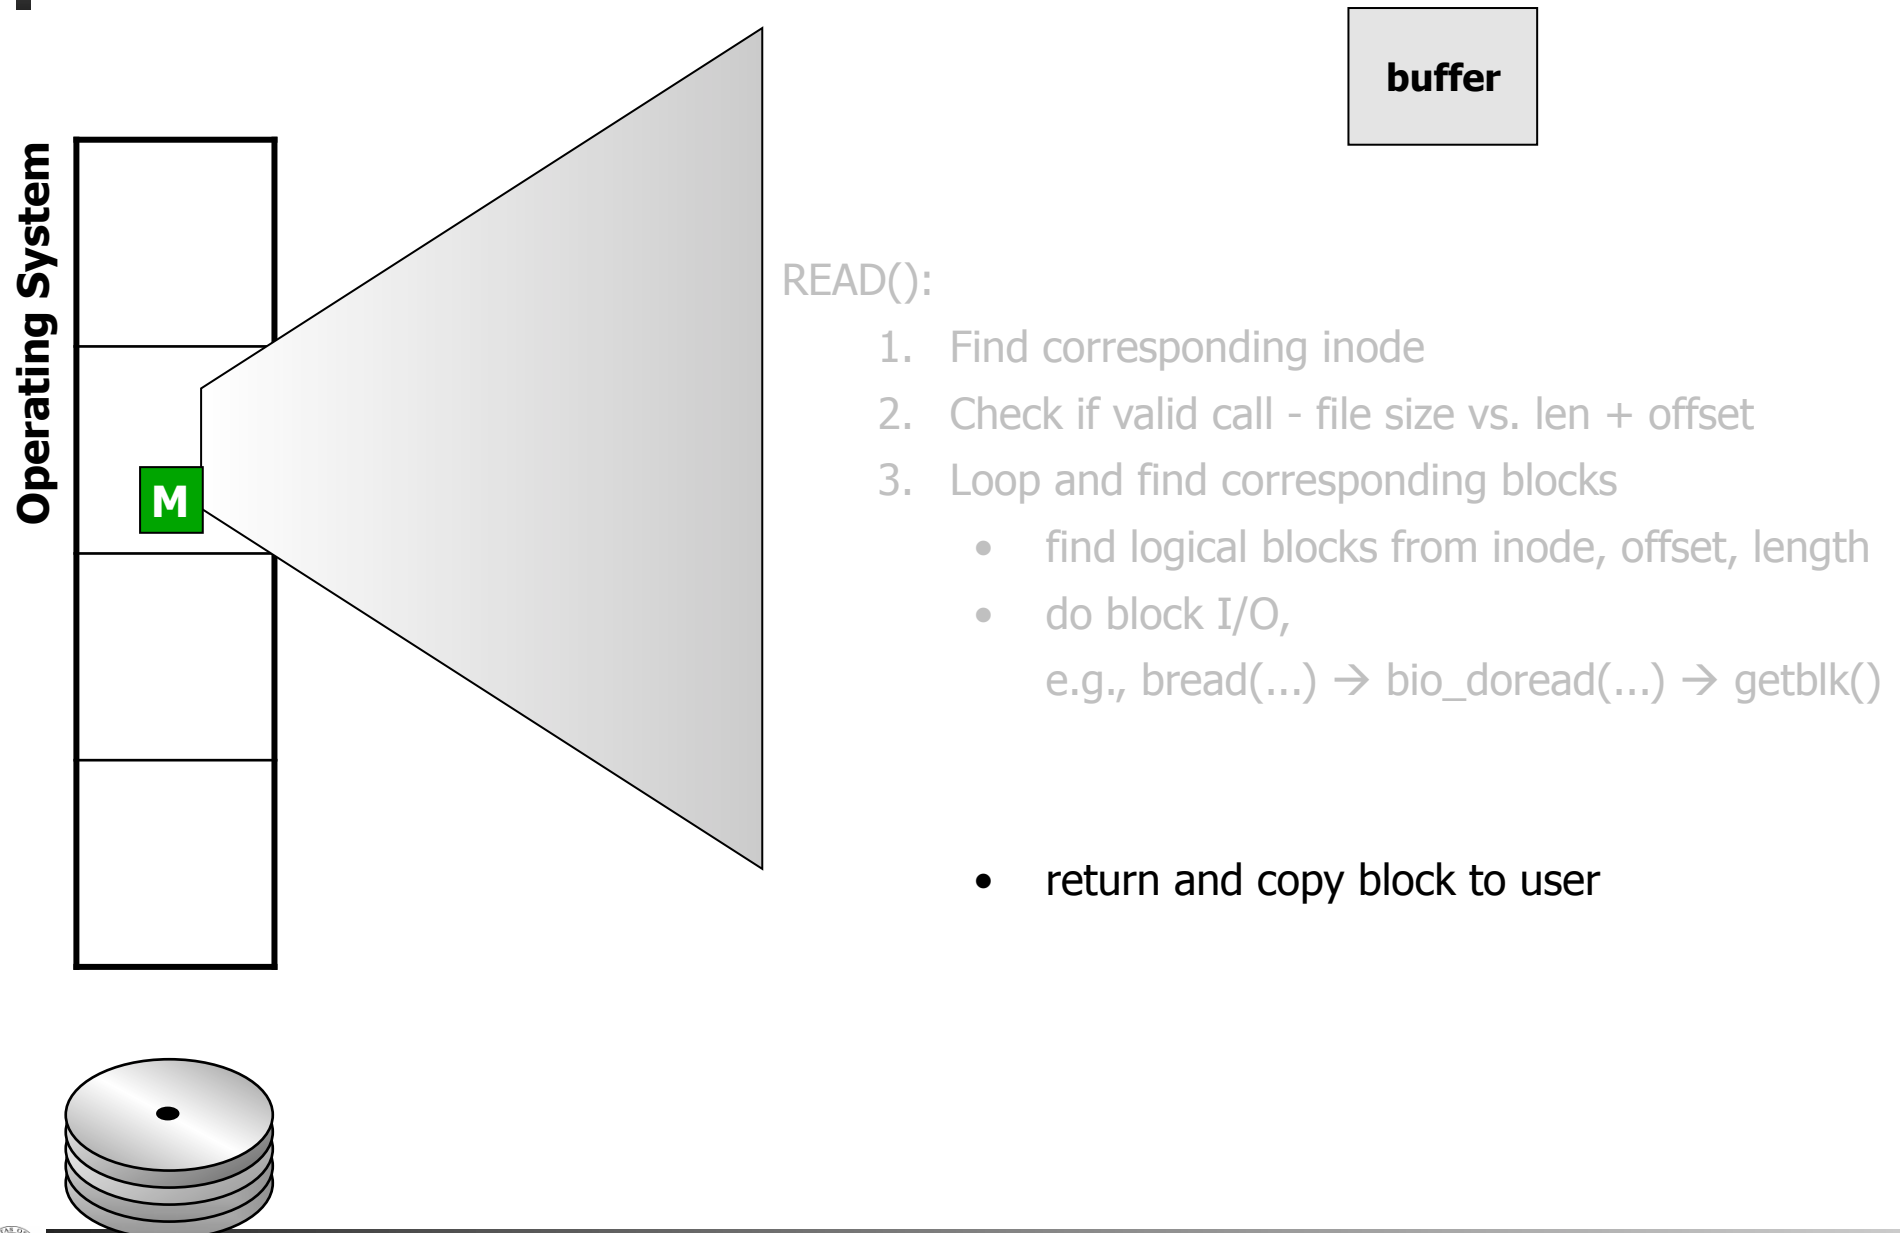 buffer
Operating System
READ():
1. Find corresponding inode
2. Check if valid call - file size vs. len + offset
3. Loop and find corresponding blocks
• find logical blocks from inode, offset, length
• do block I/O,
e.g., bread(...) → bio_doread(...) → getblk()
M
• return and copy block to user